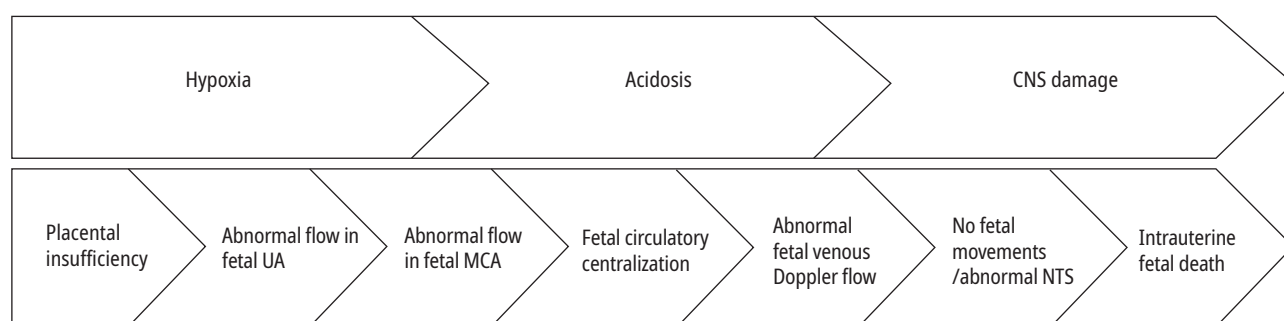 Hypoxia
Acidosis
CNS damage
Placental
insufficiency
Abnormal flow in
fetal UA
Abnormal flow
in fetal MCA
Fetal circulatory
centralization
Abnormal
fetal venous
Doppler flow
No fetal
movements
/abnormal NTS
Intrauterine
fetal death